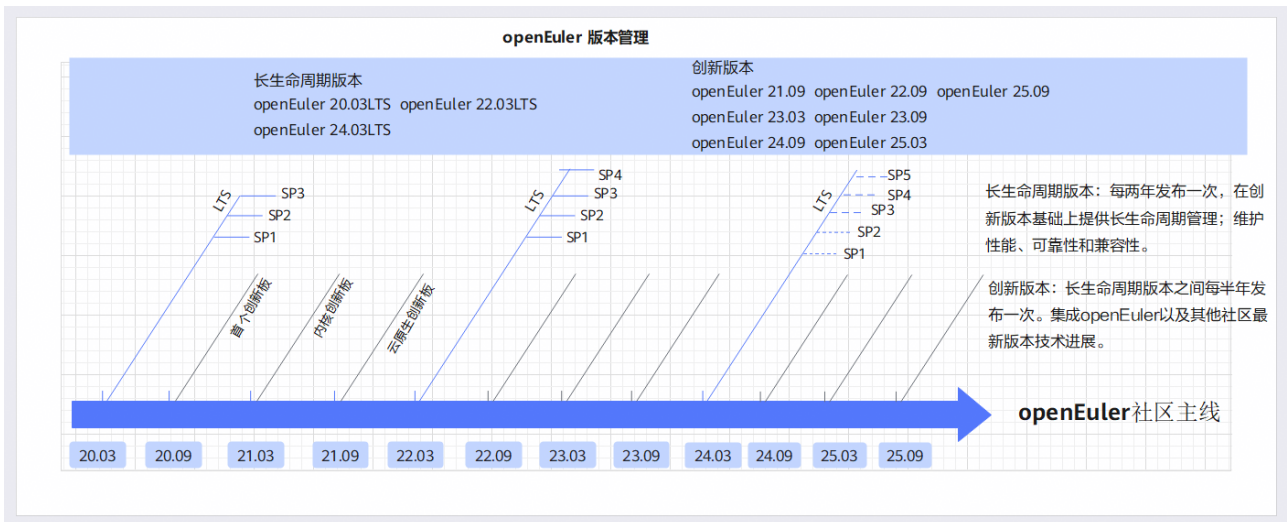 openEuler 版本管理
长生命周期版本
openEuler 20.03LTS openEuler 22.03LTS
openEuler 24.03LTS
创新版本
openEuler 21.09 openEuler 22.09 openEuler 25.09
openEuler 23.03 openEuler 23.09
openEuler 24.09 openEuler 25.03
LTS
SP3
SP2
SP1
LTS
SP4
SP3
SP2
SP1
LTS
SP5
SP4
SP3
SP2
SP1
首个创新板
内核创新板
云原生创新板
长生命周期版本：每两年发布一次，在创
新版本基础上提供长生命周期管理；维护
性能、可靠性和兼容性。
创新版本：长生命周期版本之间每半年发
布一次。集成openEuler以及其他社区最
新版本技术进展。
openEuler社区主线
20.03 20.09 21.03 21.09 22.03 22.09 23.03 23.09 24.03 24.09 25.03 25.09